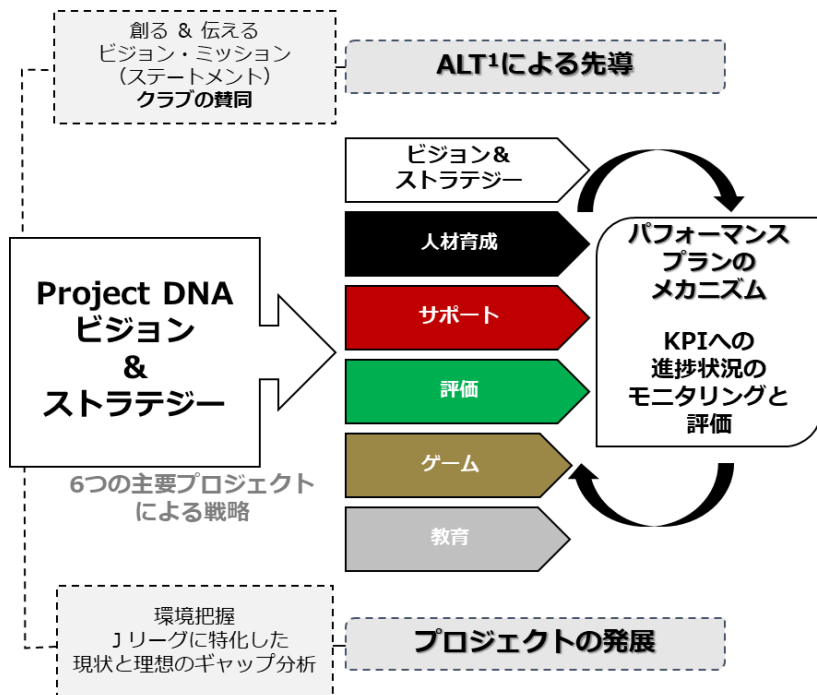 創る & 伝える
ビジョン・ミッション
（ステートメント）
クラブの賛同
ALT¹による先導
ビジョン＆
ストラテジー
人材育成
サポート
評価
ゲーム
教育
パフォーマンス
プランの
メカニズム
KPIへの
進捗状況の
モニタリングと
評価
Project DNA
ビジョン
&
ストラテジー
6つの主要プロジェクト
による戦略
環境把握
Ｊリーグに特化した
現状と理想のギャップ分析
プロジェクトの発展